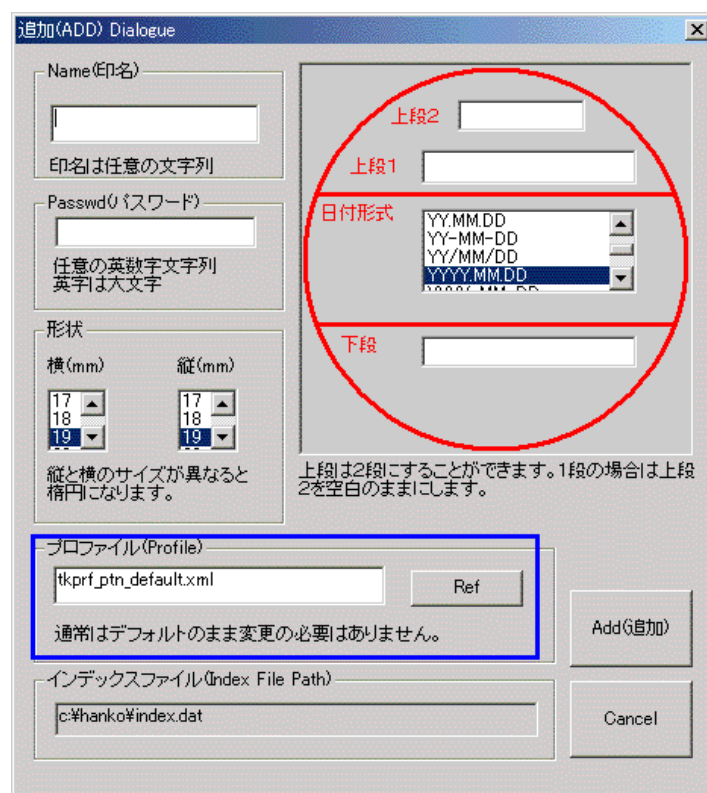 追加(ADD) Dialogue
Name(印名)
印名は任意の文字列
Passwd(パスワード)
任意の英数字文字列
英字は大文字
形状
横(mm) 縦(mm)
17 17
18 18
19 19
縦と横のサイズが異なると
楕円になります。
上段2
上段1
日付形式
YY.MM.DD
YY-MM-DD
YY/MM/DD
YYYY.MM.DD
下段
上段は2段にすることができます。1段の場合は上段
2を空白のままにします。
プロファイル(Profile)
tkprf_ptn_default.xml
Ref
通常はデフォルトのまま変更の必要はありません。
インデックスファイル(Index File Path)
c:¥hanko¥index.dat
Add(追加)
Cancel